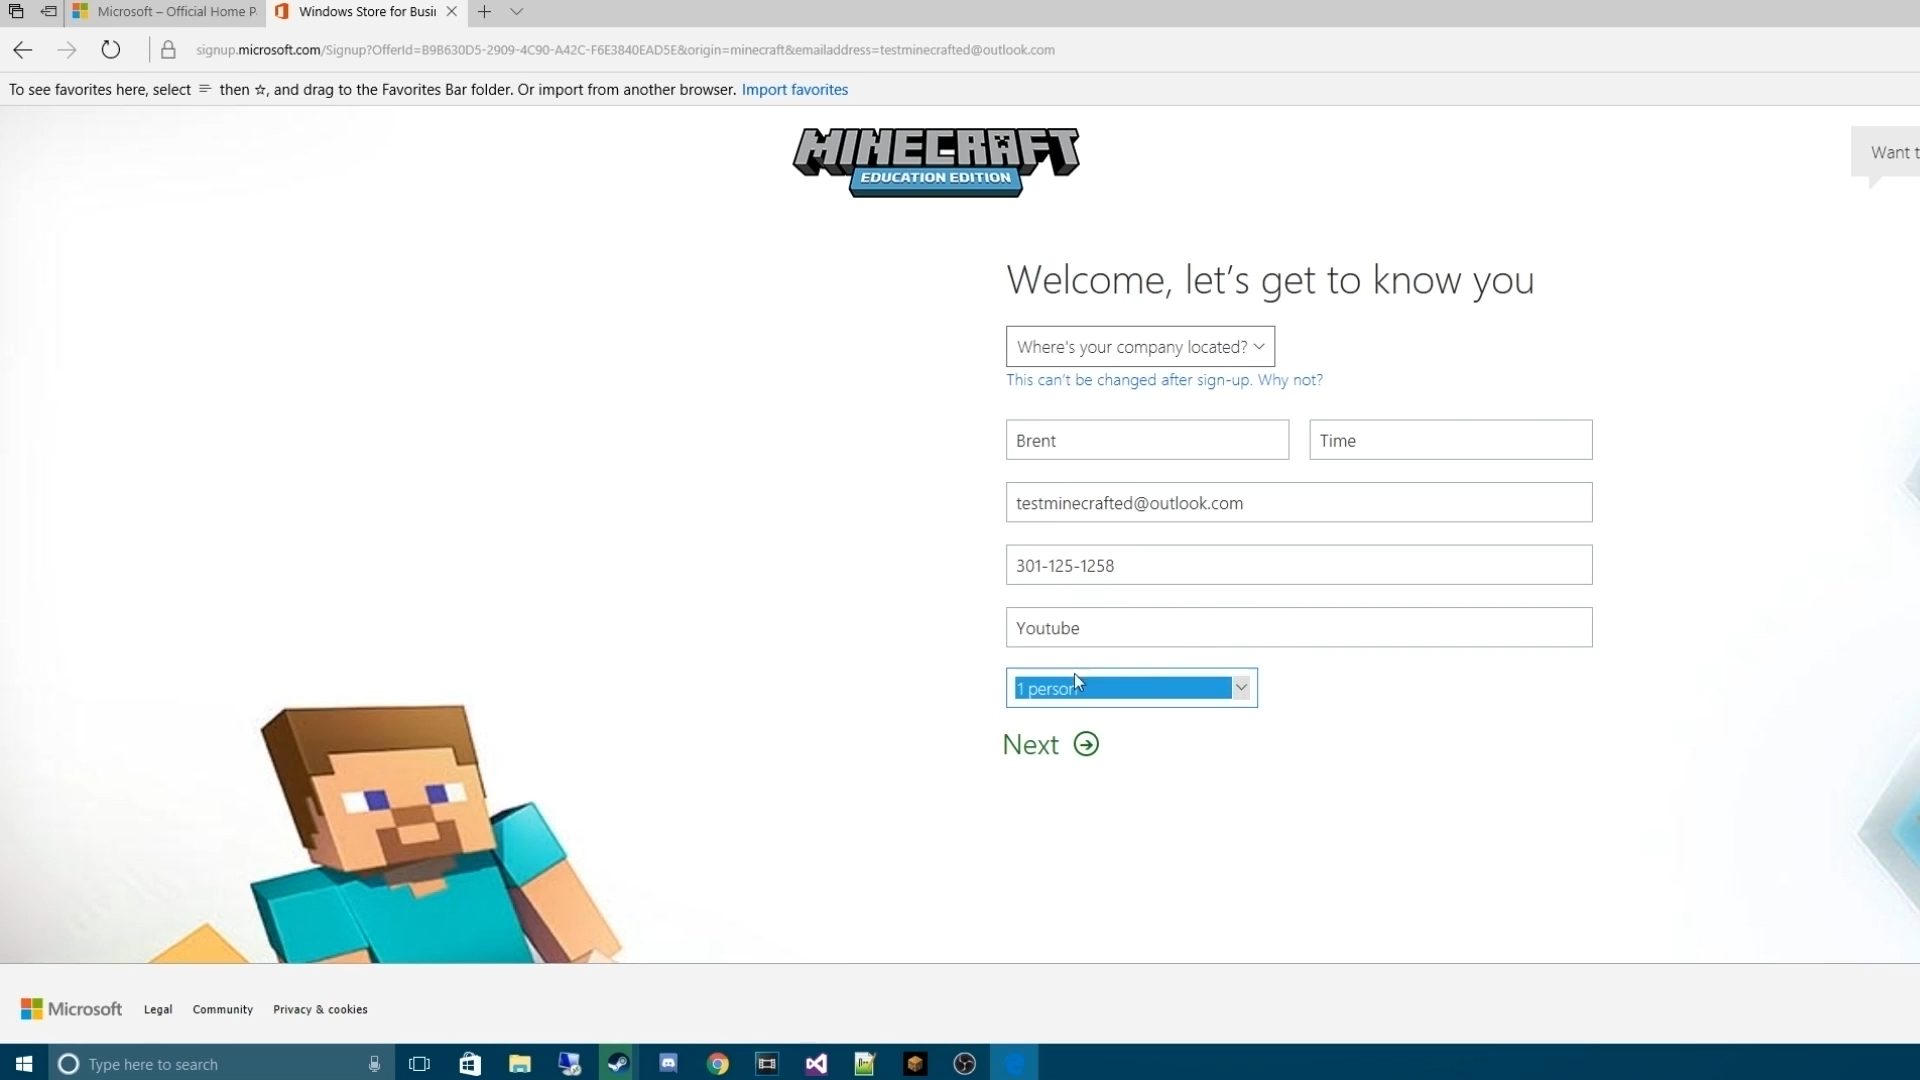 Microsoft – Official Home P
Windows Store for Busi
signup.microsoft.com/Signup?OfferId=B9B630D5-2909-4C90-A42C-F6E3840EAD5E&origin=minecraft&emailaddress=testminecrafted@outlook.com
To see favorites here, select ≡ then ☆, and drag to the Favorites Bar folder. Or import from another browser. Import favorites
MINECRAFT
EDUCATION EDITION
Want t
Welcome, let's get to know you
Where's your company located?
This can't be changed after sign-up. Why not?
Brent
Time
testminecrafted@outlook.com
301-125-1258
Youtube
1 person
Next
Microsoft
Legal
Community
Privacy & cookies
Type here to search